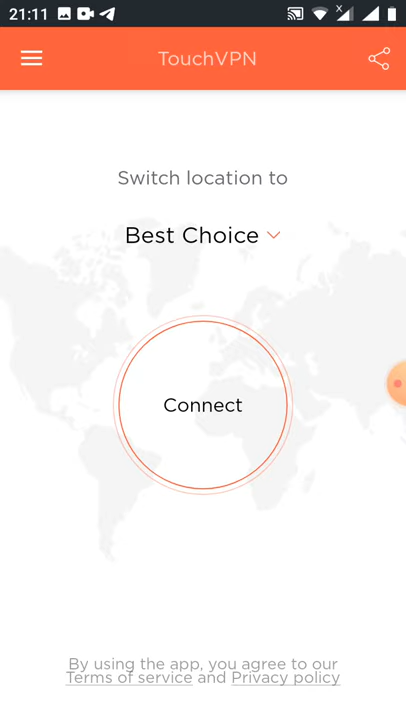 21:11
TouchVPN
Switch location to
Best Choice
Connect
By using the app, you agree to our
Terms of service and Privacy policy